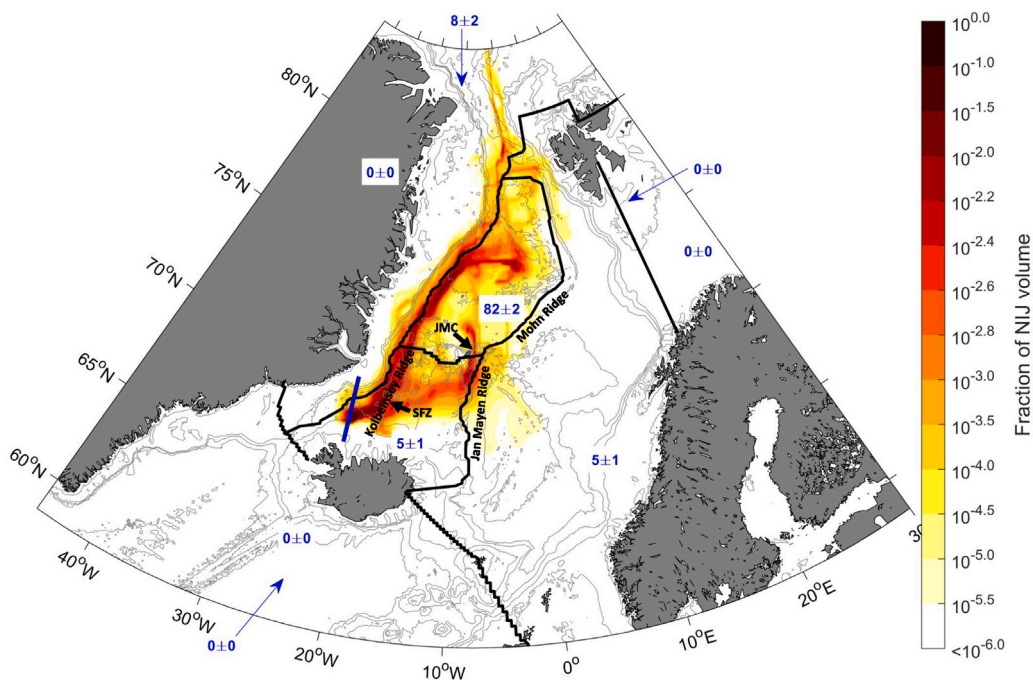 8±2
80°N
0±0
0±0
75°N
0±0
70°N
82±2
JMC
Mohn Ridge
65°N
Kolbeinsey Ridge
Jan Mayen Ridge
SFZ
5±1
5±1
60°N
0±0
40°W
30°W
0±0
20°W
10°W
0°
10°E
20°E
10^0.0
10^-1.0
10^-1.5
10^-2.0
10^-2.2
10^-2.4
10^-2.6
10^-2.8
10^-3.0
10^-3.5
10^-4.0
10^-4.5
10^-5.0
10^-5.5
<10^-6.0
Fraction of NIJ volume